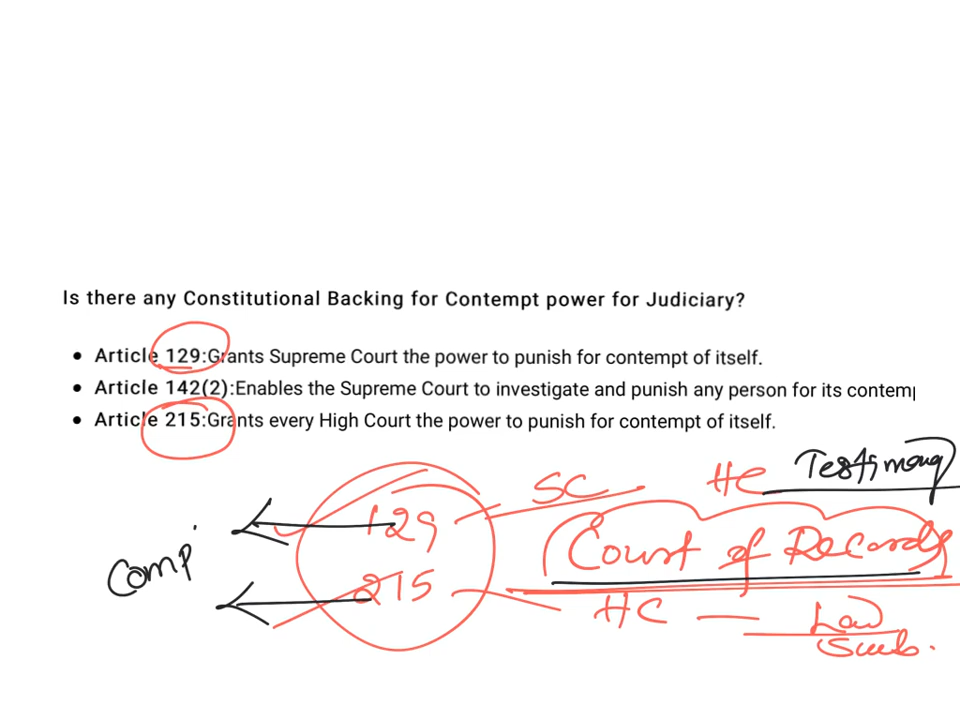 Is there any Constitutional Backing for Contempt power for Judiciary?
• Article 129:Grants Supreme Court the power to punish for contempt of itself.
• Article 142(2):Enables the Supreme Court to investigate and punish any person for its contemp
• Article 215:Grants every High Court the power to punish for contempt of itself.
SC HC Testimony
129
Court of Records
Comp
215
HC — Law
Sub.